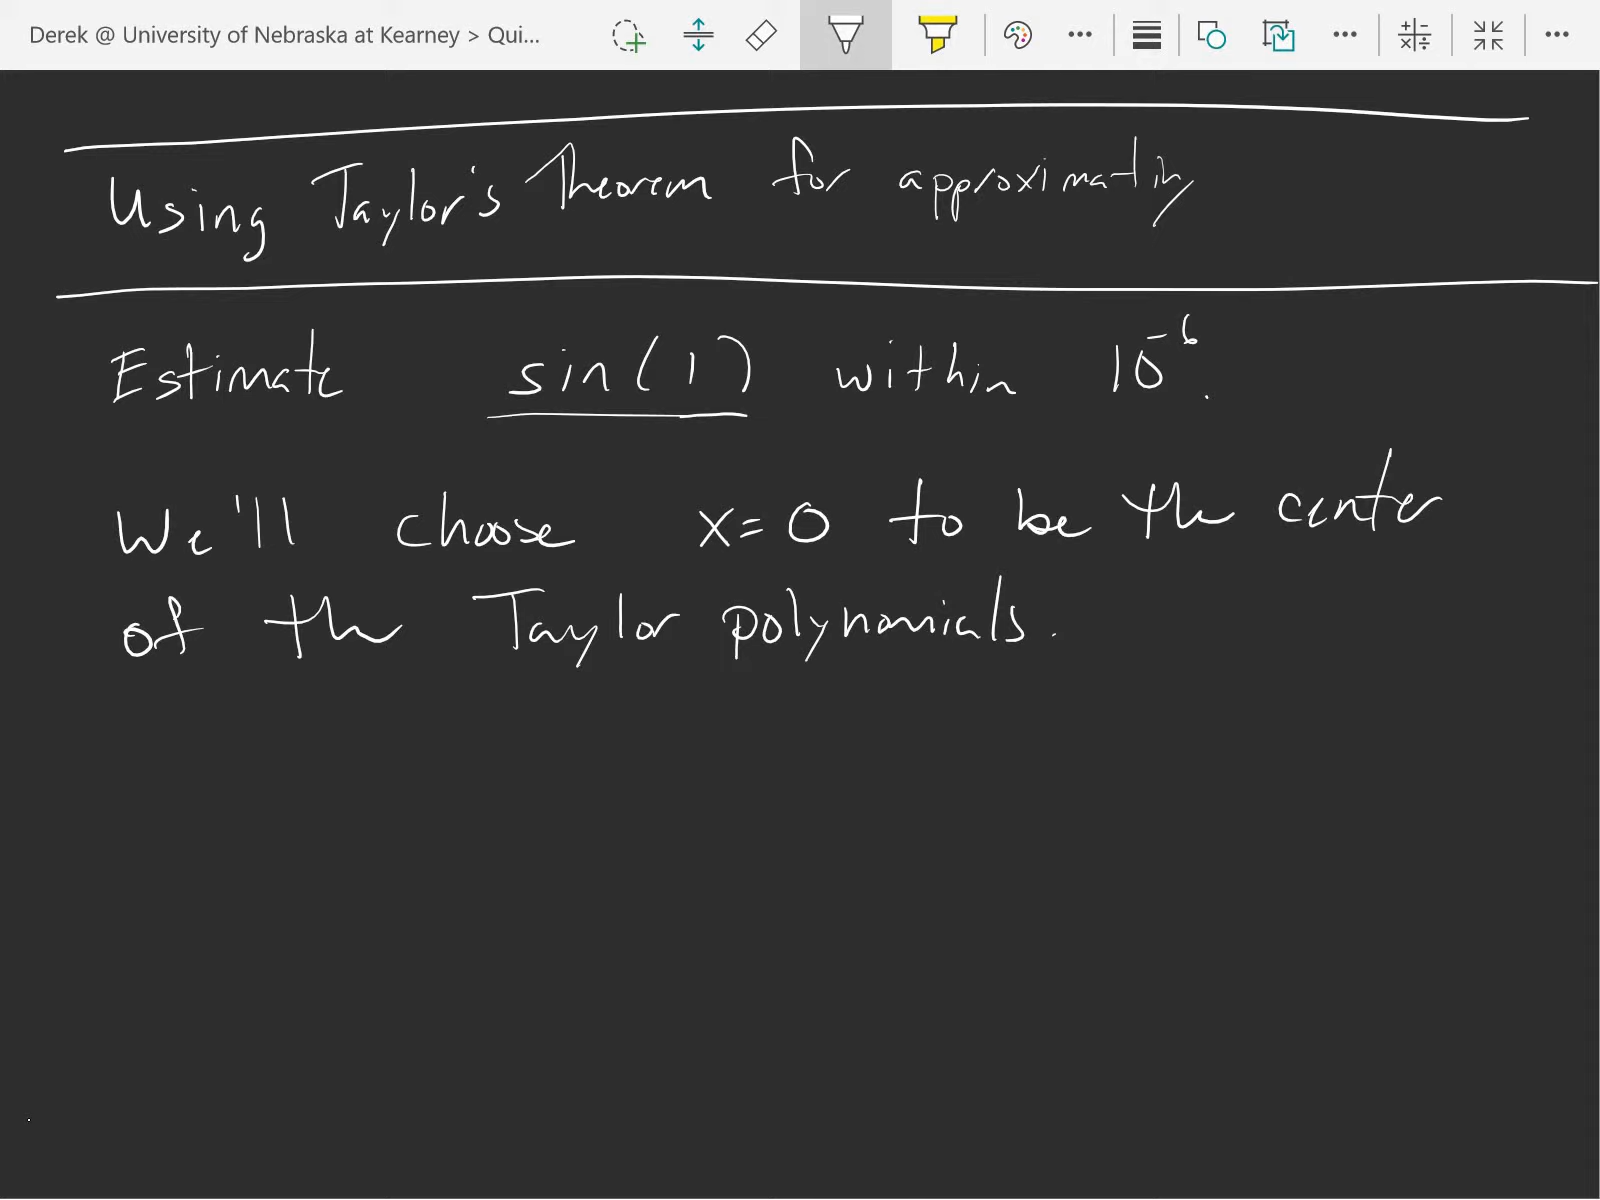 Derek @ University of Nebraska at Kearney > Qui...
Using Taylor's Theorem for approximating
Estimate sin(1) within 10⁻⁶.
We'll choose x=0 to be the center
of the Taylor polynomials.